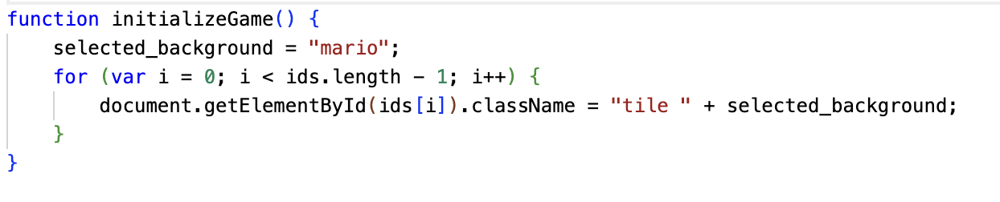 function initializeGame() {
    selected_background = "mario";
    for (var i = 0; i < ids.length - 1; i++) {
        document.getElementById(ids[i]).className = "tile " + selected_background;
    }
}